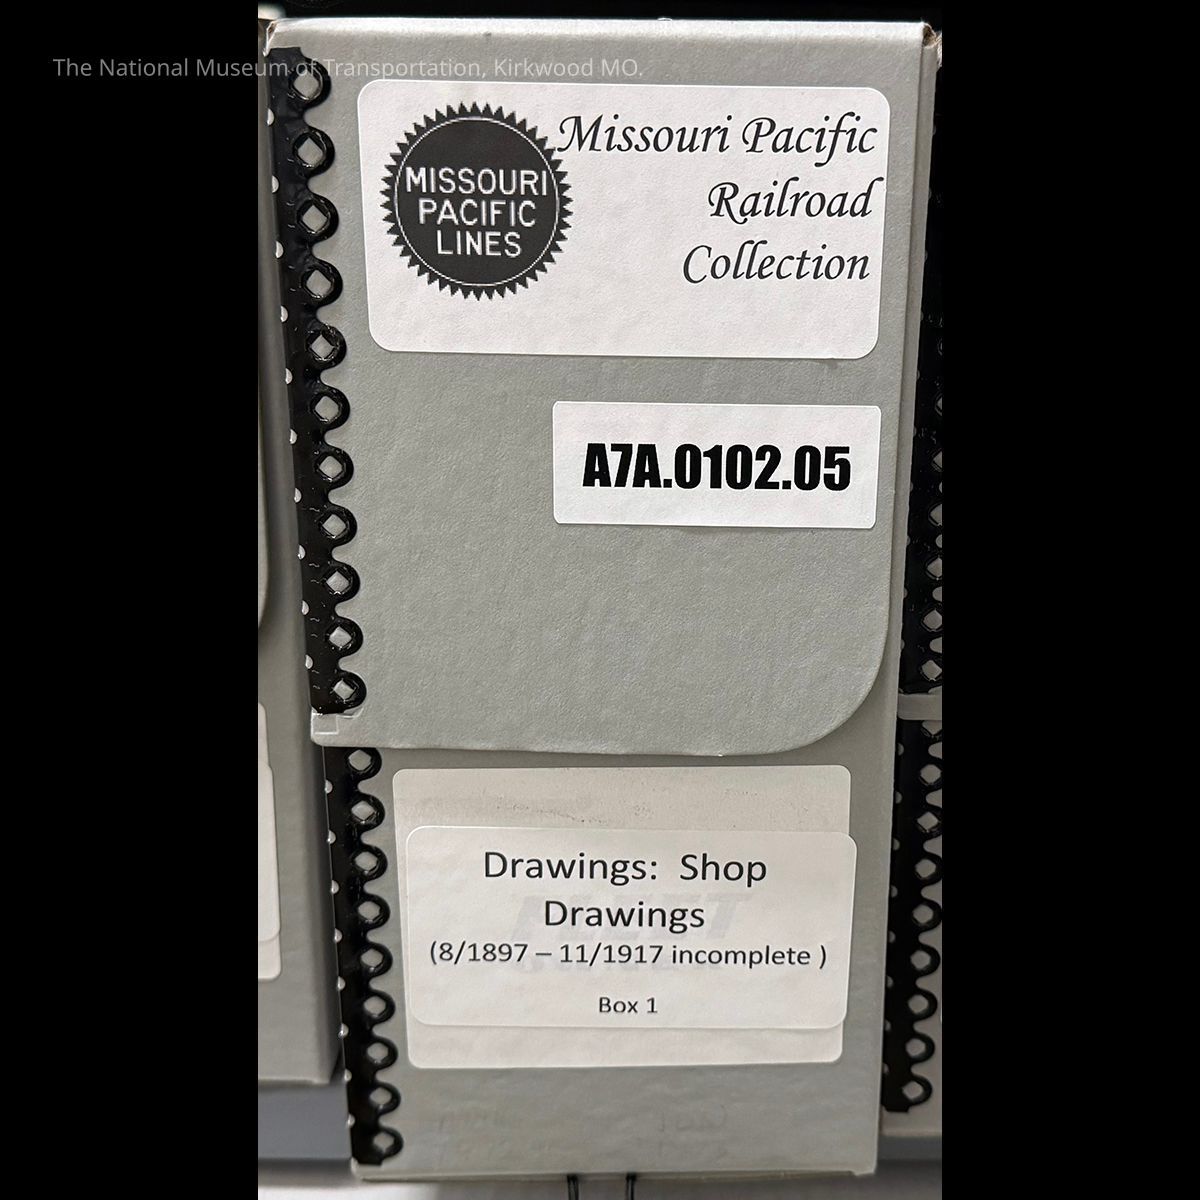 The National Museum of Transportation, Kirkwood MO.
MISSOURI
PACIFIC
LINES
Missouri Pacific
Railroad
Collection
A7A.0102.05
Drawings: Shop
Drawings
(8/1897 – 11/1917 incomplete )
Box 1